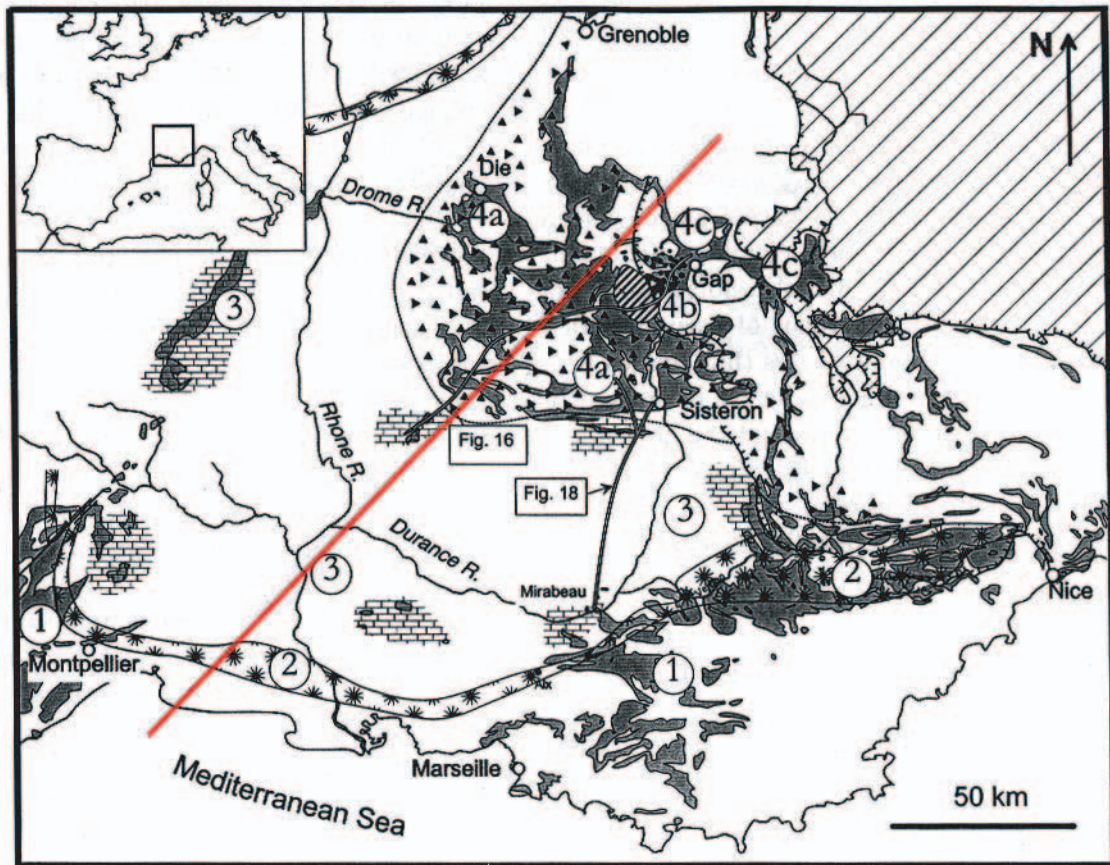 Grenoble
N
Die
Drome R.
4a
4c
4c
Gap
3
4b
4a
Sisteron
Rhone R.
Fig. 16
Fig. 18
3
Durance R.
3
2
Mirabeau
Nice
1
Montpellier
2
Aix
1
Marseille
50 km
Mediterranean Sea